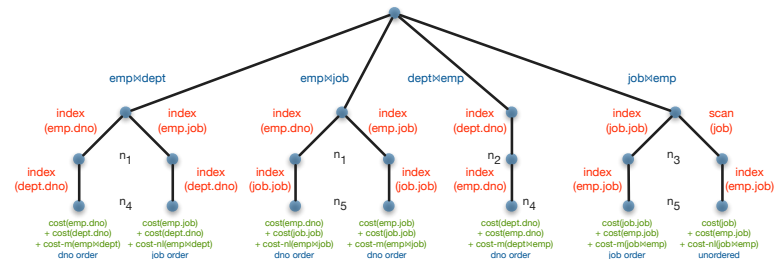 emp⋈dept
emp⋈job
dept⋈emp
job⋈emp
index
(emp.dno)
index
(emp.job)
index
(emp.dno)
index
(emp.job)
index
(dept.dno)
index
(job.job)
scan
(job)
n1
n1
n2
n3
index
(dept.dno)
index
(dept.dno)
index
(job.job)
index
(job.job)
index
(emp.dno)
index
(emp.job)
index
(emp.job)
n4
n5
n4
n5
cost(emp.dno)
+ cost(dept.dno)
+ cost-m(emp⋈dept)
dno order
cost(emp.job)
+ cost(dept.dno)
+ cost-nl(emp⋈dept)
job order
cost(emp.dno)
+ cost(job.job)
+ cost-nl(emp⋈job)
dno order
cost(emp.job)
+ cost(job.job)
+ cost-m(emp⋈job)
dno order
cost(dept.dno)
+ cost(emp.dno)
+ cost-m(dept⋈emp)
dno order
cost(job.job)
+ cost(emp.job)
+ cost-m(job⋈emp)
job order
cost(job)
+ cost(emp.job)
+ cost-nl(job⋈emp)
unordered